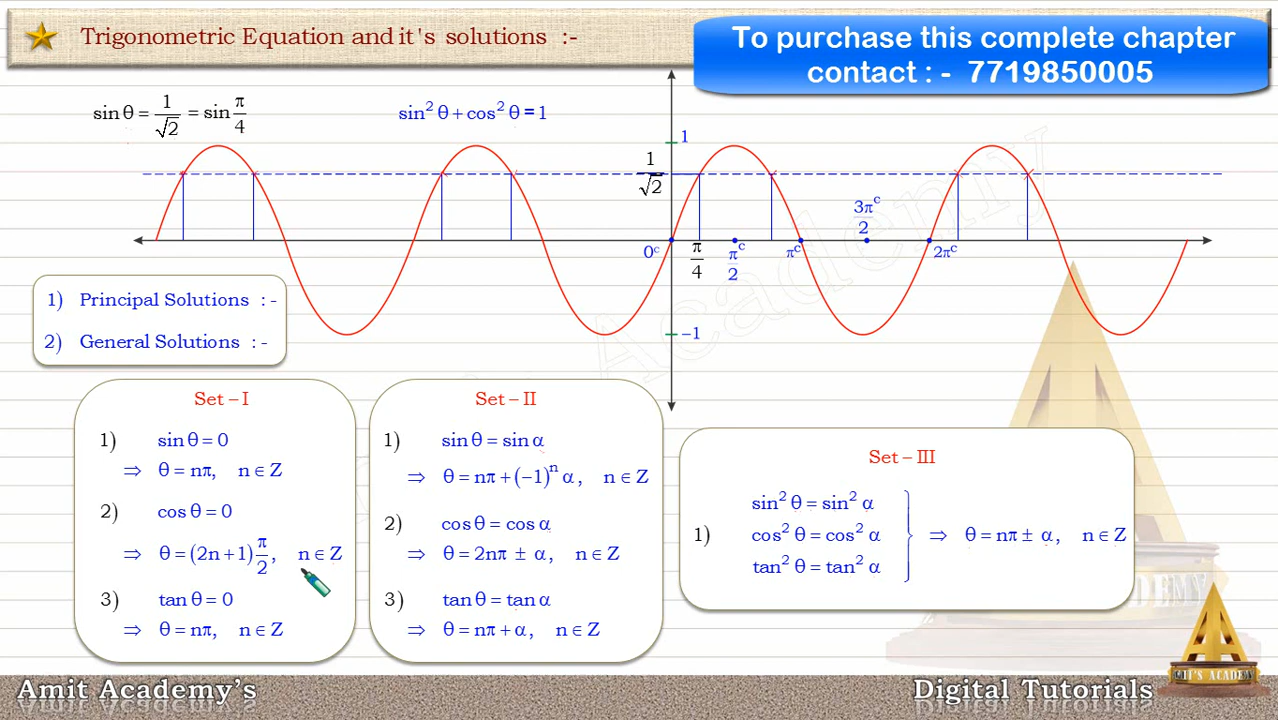 Trigonometric Equation and it's solutions :-
To purchase this complete chapter
contact : - 7719850005
sin θ = 1/√2 = sin π/4
sin² θ + cos² θ = 1
1
1/√2
0ᶜ
π/4
πᶜ/2
πᶜ
3πᶜ/2
2πᶜ
−1
1) Principal Solutions :-
2) General Solutions :-
Set – I
1) sin θ = 0
⇒ θ = nπ, n ∈ Z
2) cos θ = 0
⇒ θ = (2n + 1) π/2, n ∈ Z
3) tan θ = 0
⇒ θ = nπ, n ∈ Z
Set – II
1) sin θ = sin α
⇒ θ = nπ + (−1)ⁿ α, n ∈ Z
2) cos θ = cos α
⇒ θ = 2nπ ± α, n ∈ Z
3) tan θ = tan α
⇒ θ = nπ + α, n ∈ Z
Set – III
sin² θ = sin² α
1) cos² θ = cos² α } ⇒ θ = nπ ± α, n ∈ Z
tan² θ = tan² α
Amit Academy's
Digital Tutorials